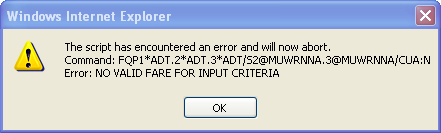 Windows Internet Explorer
The script has encountered an error and will now abort.
Command: FQP1*ADT.2*ADT.3*ADT/S2@MUWRNNA.3@MUWRNNA/CUA:N
Error: NO VALID FARE FOR INPUT CRITERIA
OK